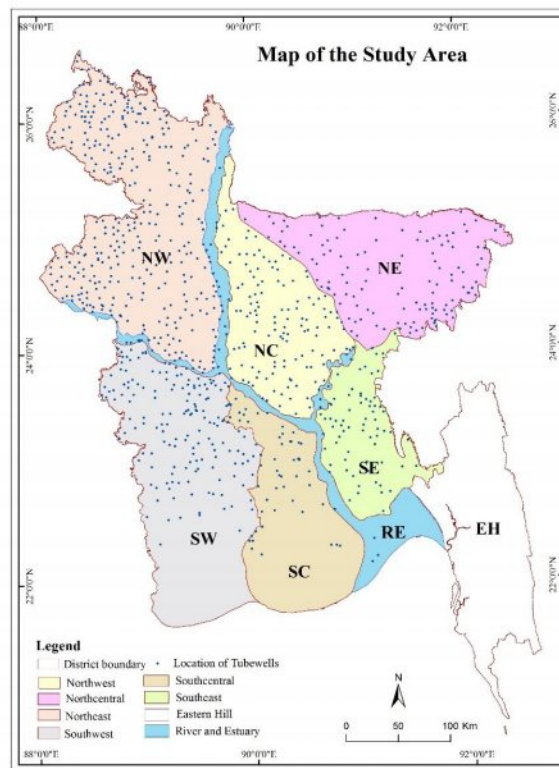 88°0'0"E 90°0'0"E 92°0'0"E
Map of the Study Area
26°0'0"N 26°0'0"N
NW NE
NC
24°0'0"N 24°0'0"N
SE
SW RE EH
SC
22°0'0"N 22°0'0"N
Legend
District boundary Location of Tubewells
Northwest Southcentral
Northcentral Southeast
Northeast Eastern Hill
Southwest River and Estuary
N
0 50 100 Km
88°0'0"E 90°0'0"E 92°0'0"E